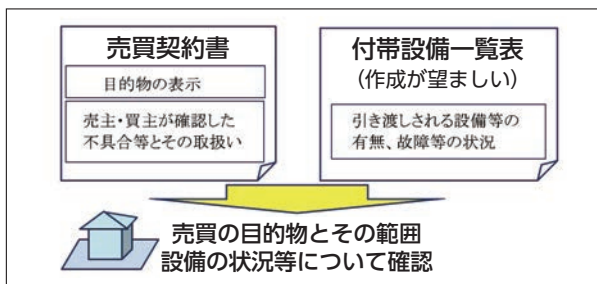 売買契約書
目的物の表示
売主・買主が確認した
不具合等とその取扱い
付帯設備一覧表
（作成が望ましい）
引き渡しされる設備等の
有無、故障等の状況
売買の目的物とその範囲
設備の状況等について確認